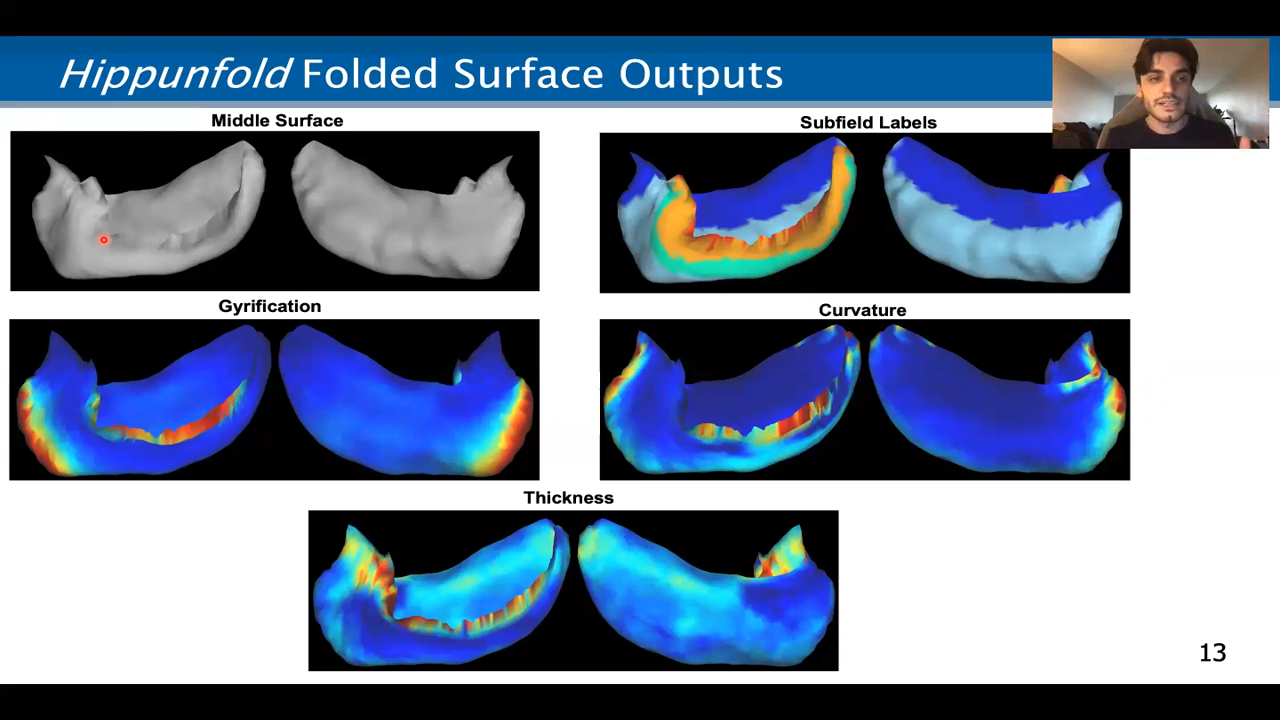 Hippunfold Folded Surface Outputs
Middle Surface
Subfield Labels
Gyrification
Curvature
Thickness
13